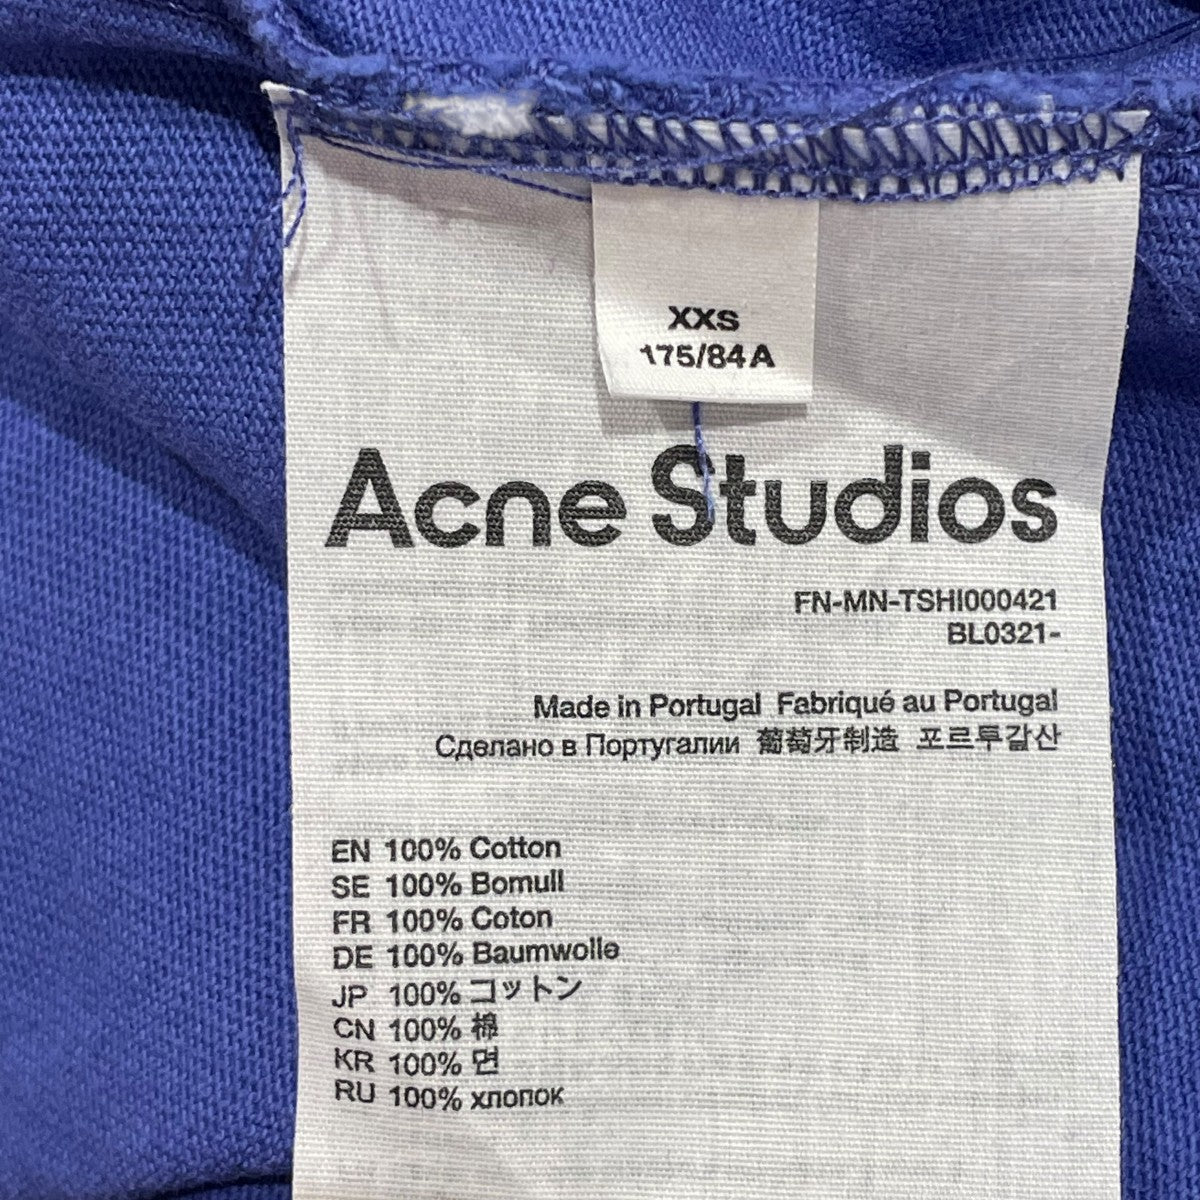 XXS
175/84A
Acne Studios
FN-MN-TSHI000421
BL0321-
Made in Portugal Fabriqué au Portugal
Сделано в Португалии 葡萄牙制造 포르투갈산
EN 100% Cotton
SE 100% Bomull
FR 100% Coton
DE 100% Baumwolle
JP 100% コットン
CN 100% 棉
KR 100% 면
RU 100% хлопок